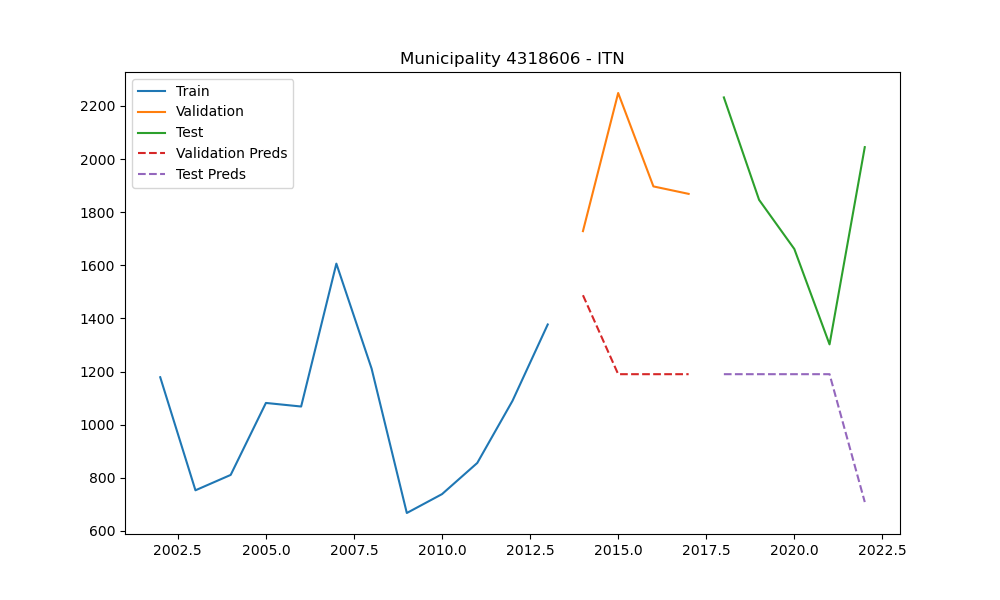 Municipality 4318606 - ITN
Train
Validation
Test
Validation Preds
Test Preds
2200
2000
1800
1600
1400
1200
1000
800
600
2002.5 2005.0 2007.5 2010.0 2012.5 2015.0 2017.5 2020.0 2022.5